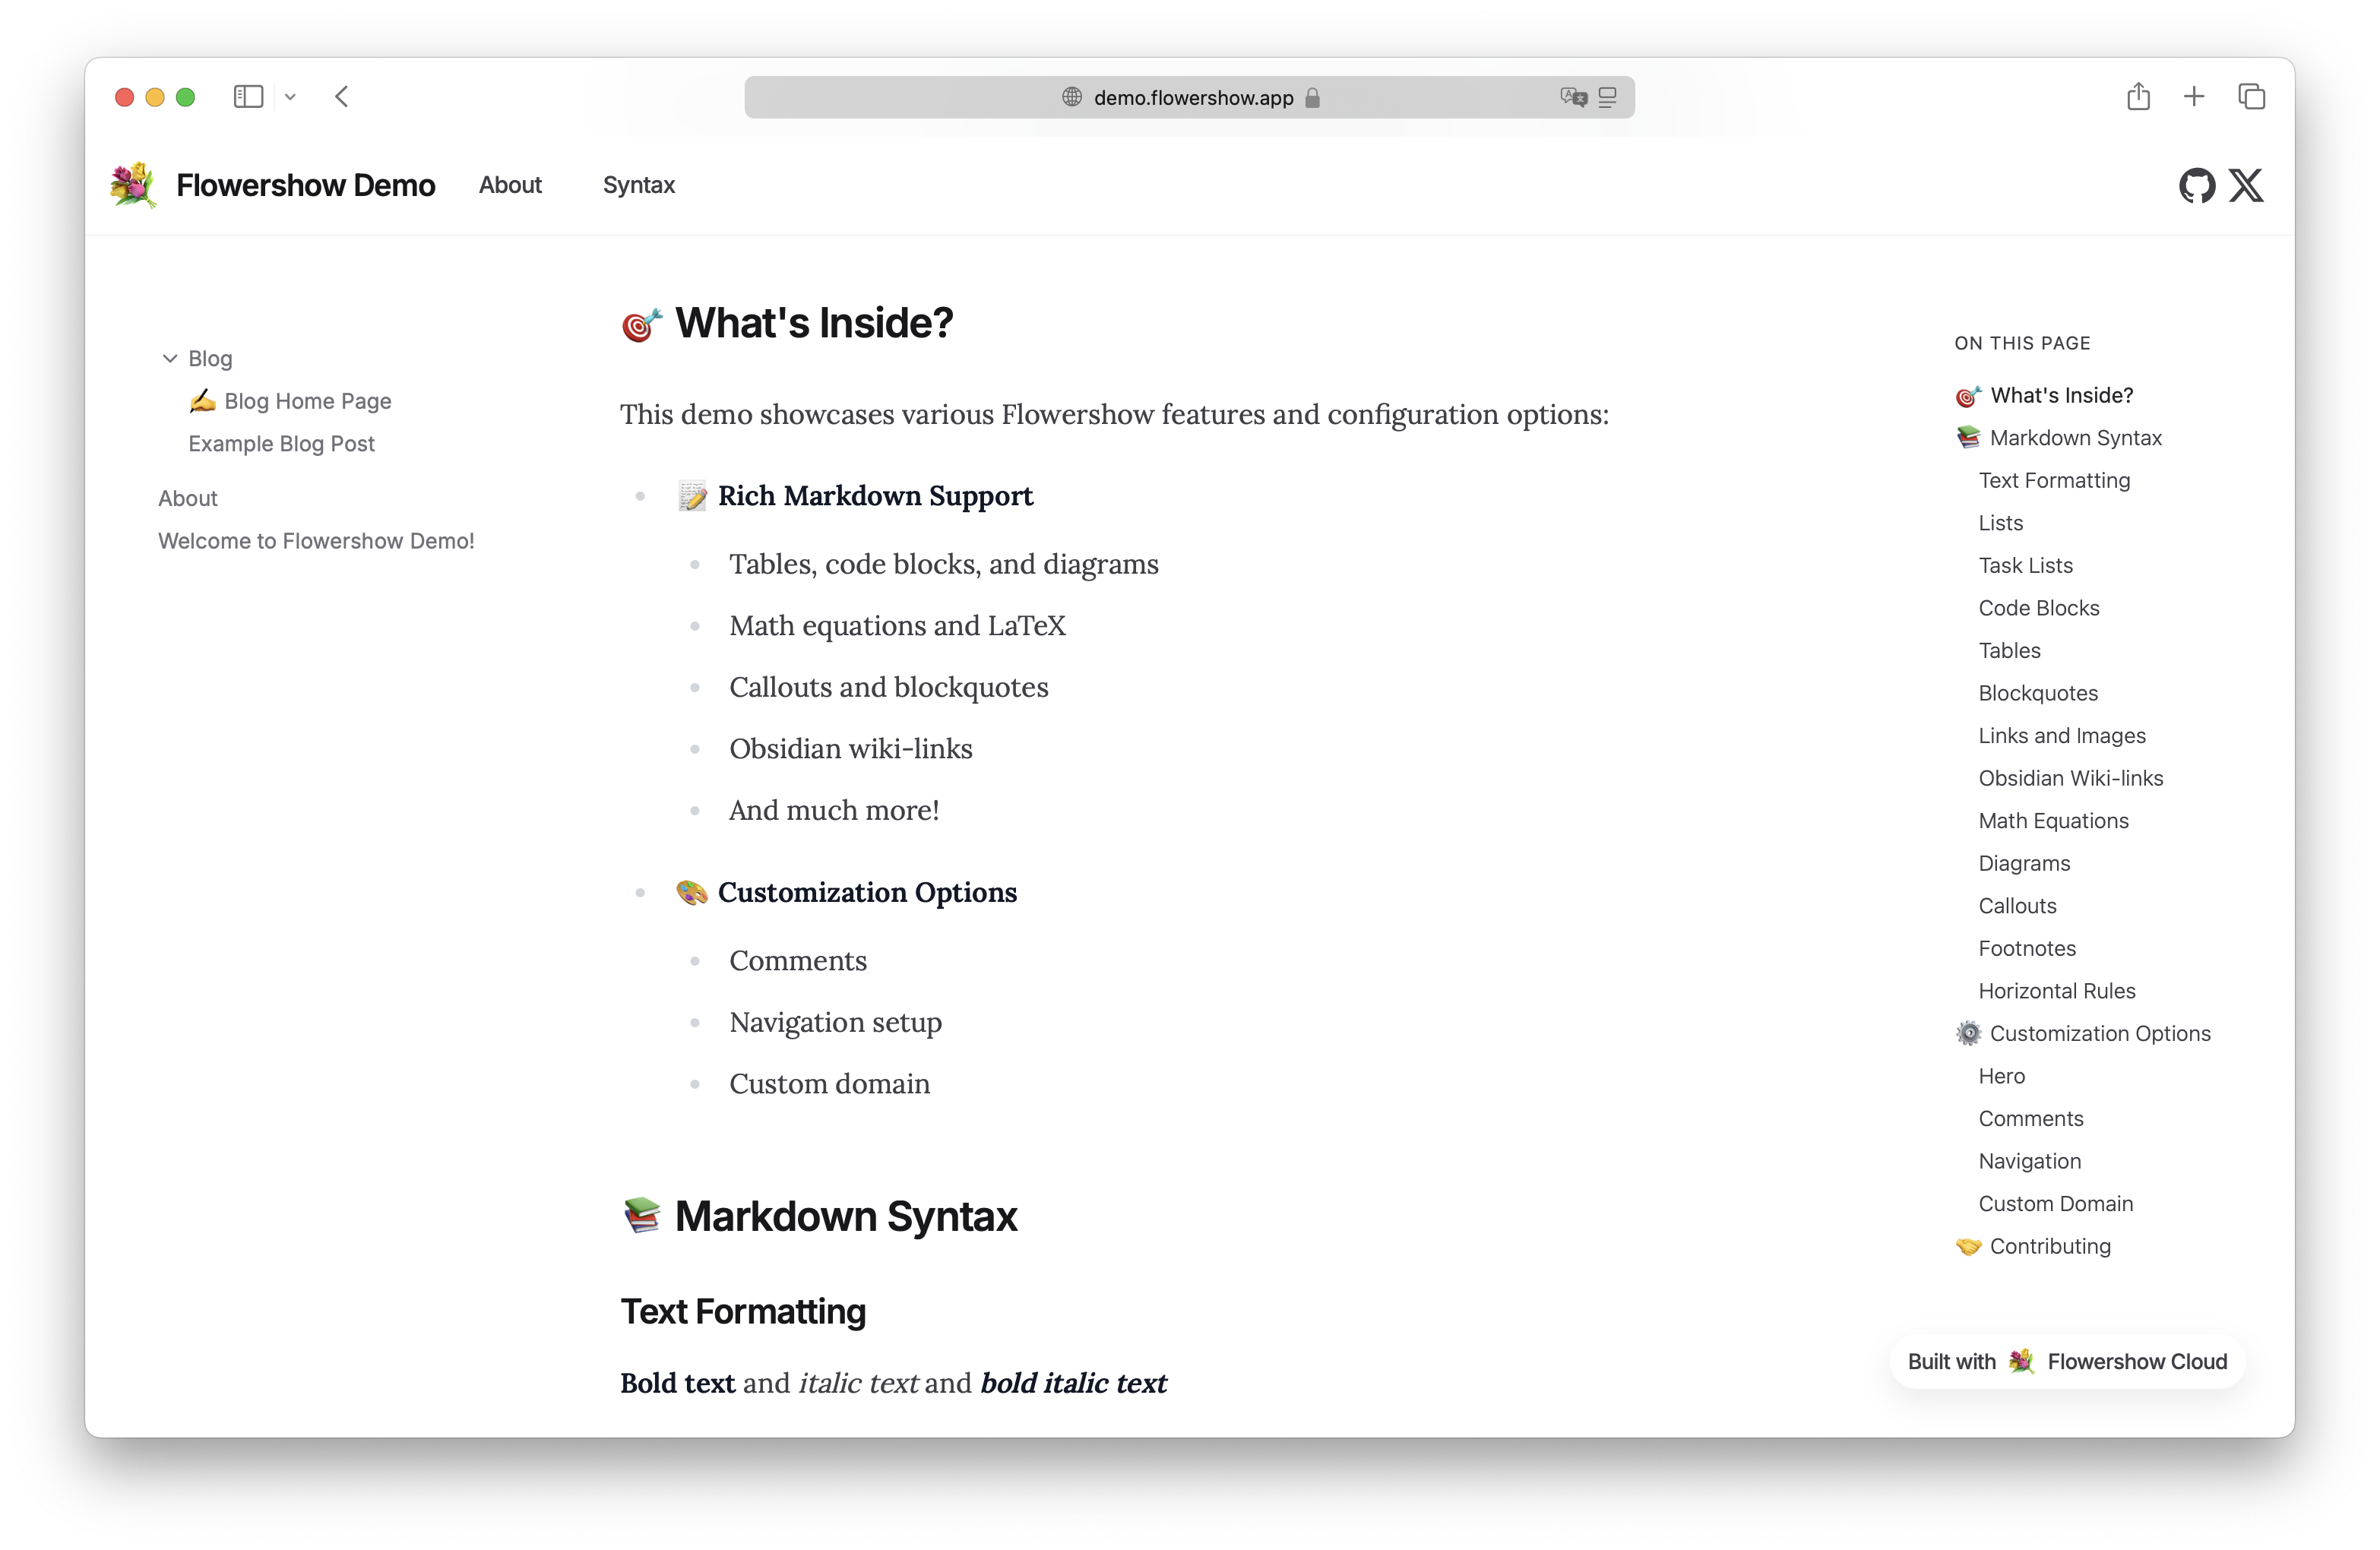 demo.flowershow.app
Flowershow Demo
About
Syntax
Blog
✍️ Blog Home Page
Example Blog Post
About
Welcome to Flowershow Demo!
🎯 What's Inside?
This demo showcases various Flowershow features and configuration options:
📝 Rich Markdown Support
Tables, code blocks, and diagrams
Math equations and LaTeX
Callouts and blockquotes
Obsidian wiki-links
And much more!
🎨 Customization Options
Comments
Navigation setup
Custom domain
📚 Markdown Syntax
Text Formatting
Bold text and italic text and bold italic text
ON THIS PAGE
🎯 What's Inside?
📚 Markdown Syntax
Text Formatting
Lists
Task Lists
Code Blocks
Tables
Blockquotes
Links and Images
Obsidian Wiki-links
Math Equations
Diagrams
Callouts
Footnotes
Horizontal Rules
⚙️ Customization Options
Hero
Comments
Navigation
Custom Domain
🤝 Contributing
Built with 💐 Flowershow Cloud